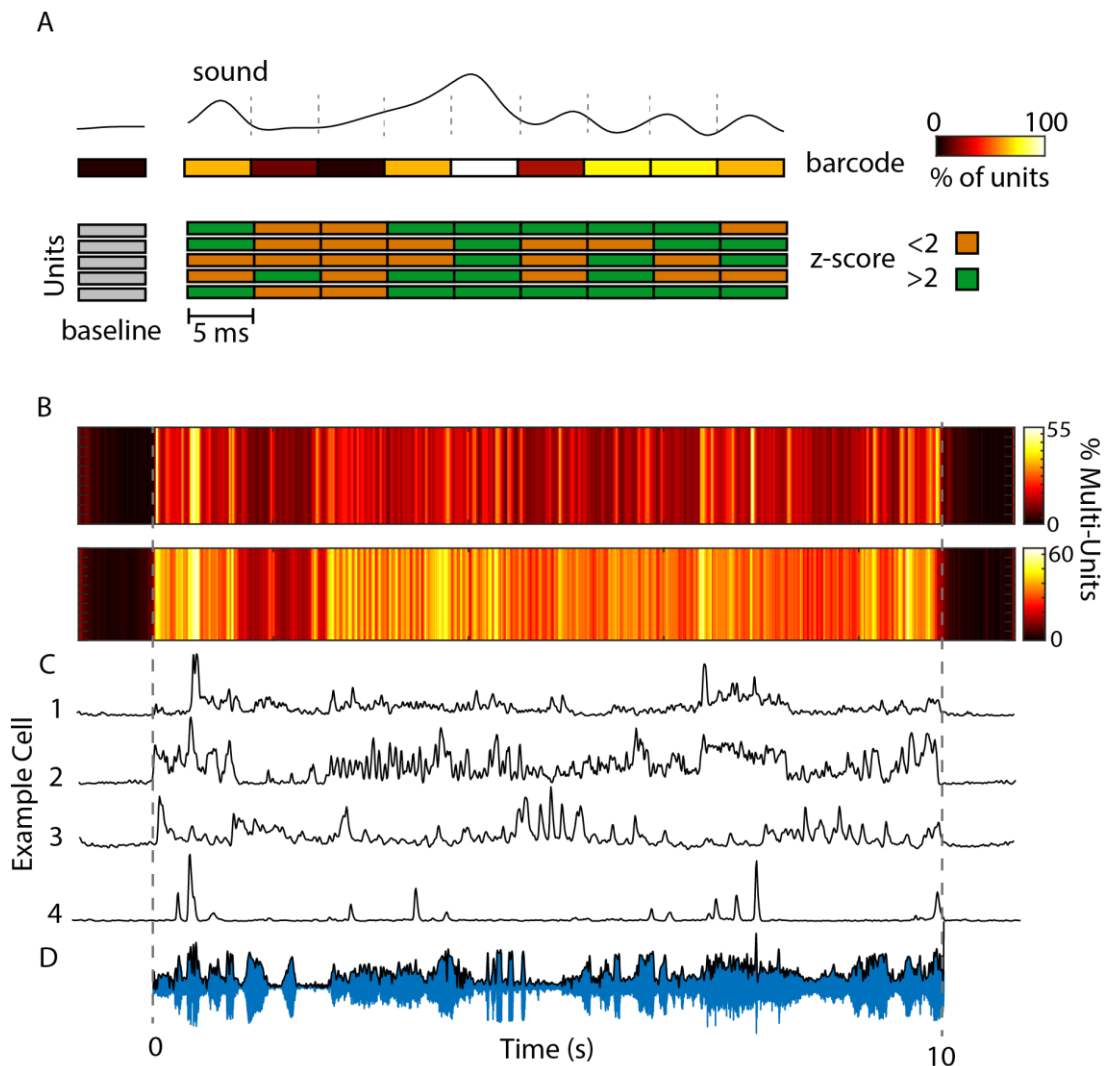 A
sound
0 100
barcode
% of units
Units
z-score
<2
>2
baseline
5 ms
B
55
0
60
0
% Multi-Units
C
1
2
3
4
Example Cell
D
0 Time (s) 10